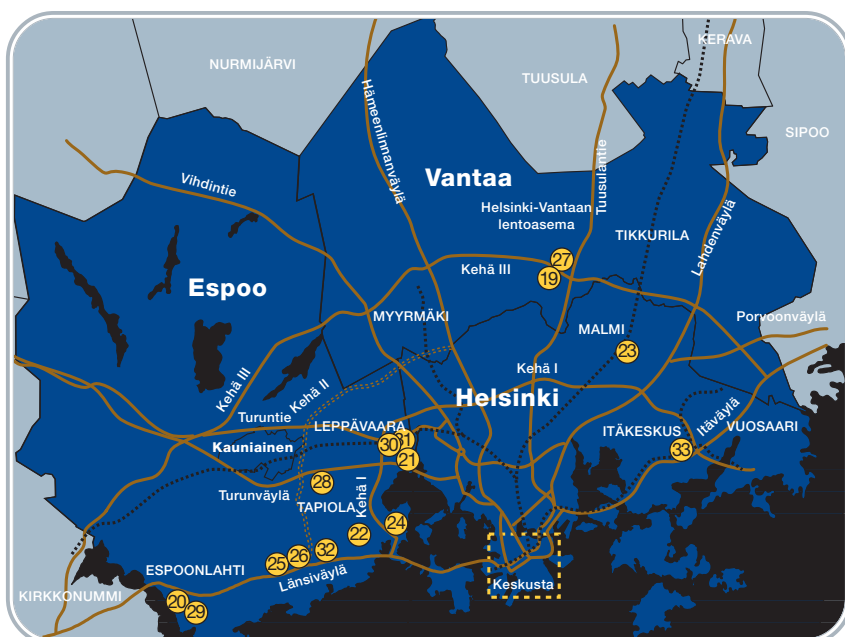 KERAVA
NURMIJÄRVI
TUUSULA
SIPOO
Hämeenlinnanväylä
Tuusulantie
Vihdintie
Vantaa
Helsinki-Vantaan
lentoasema
TIKKURILA
Lahdenväylä
27
Kehä III
19
Espoo
MYYRMÄKI
MALMI
Porvoonväylä
23
Kehä III
Kehä II
Kehä I
Helsinki
Turuntie
LEPPÄVAARA
ITÄKESKUS
Itäväylä
VUOSAARI
Kauniainen
30
31
21
33
28
Turunväylä
TAPIOLA
Kehä I
24
22
32
26
25
ESPOONLAHTI
Länsiväylä
Keskusta
KIRKKONUMMI
20
29